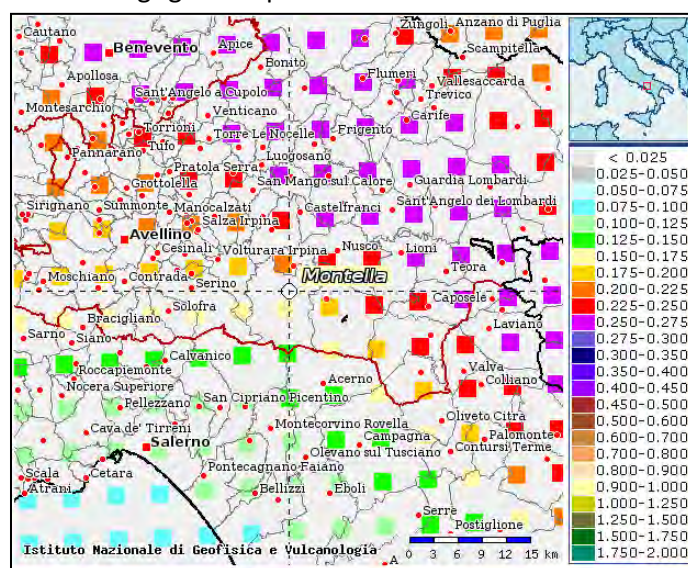 Cautano
Zungoli
Anzano di Puglia
Benevento
Apice
Scampitella
Bonito
Apollosa
Flumeri
Vallesaccarda
Sant'Angelo a Cupolo
Trevico
Montesarchio
Venticano
Carife
Torrioni
Torre Le Nocelle
Frigento
Tufo
Pannarano
Luogosano
Pratola Serra
San Mango sul Calore
Guardia Lombardi
Grottolella
Sirignano
Summonte
Manocalzati
Castelfranci
Sant'Angelo dei Lombardi
Salza Irpina
Avellino
Cesinali
Volturara Irpina
Nusco
Lioni
Moschiano
Contrada
Serino
Montella
Teora
Solofra
Caposele
Bracigliano
Laviano
Sarno
Siano
Calvanico
Roccapiemonte
Acerno
Valva
Nocera Superiore
Colliano
Pellezzano
San Cipriano Picentino
Oliveto Citra
Cava de' Tirreni
Montecorvino Rovella
Salerno
Campagna
Palomonte
Olevano sul Tusciano
Contursi Terme
Scala
Cetara
Pontecagnano Faiano
Atrani
Bellizzi
Eboli
Serre
Postiglione
Istituto Nazionale di Geofisica e Vulcanologia
0 3 6 9 12 15 km
A
< 0.025
0.025-0.050
0.050-0.075
0.075-0.100
0.100-0.125
0.125-0.150
0.150-0.175
0.175-0.200
0.200-0.225
0.225-0.250
0.250-0.275
0.275-0.300
0.300-0.350
0.350-0.400
0.400-0.450
0.450-0.500
0.500-0.600
0.600-0.700
0.700-0.800
0.800-0.900
0.900-1.000
1.000-1.250
1.250-1.500
1.500-1.750
1.750-2.000